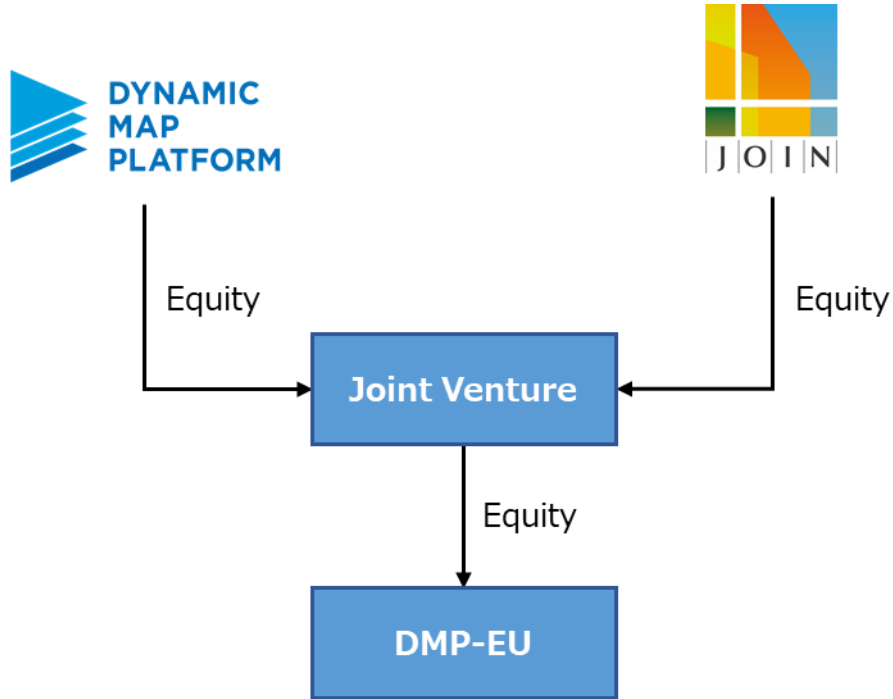 DYNAMIC
MAP
PLATFORM
JOIN
Equity
Equity
Joint Venture
Equity
DMP-EU